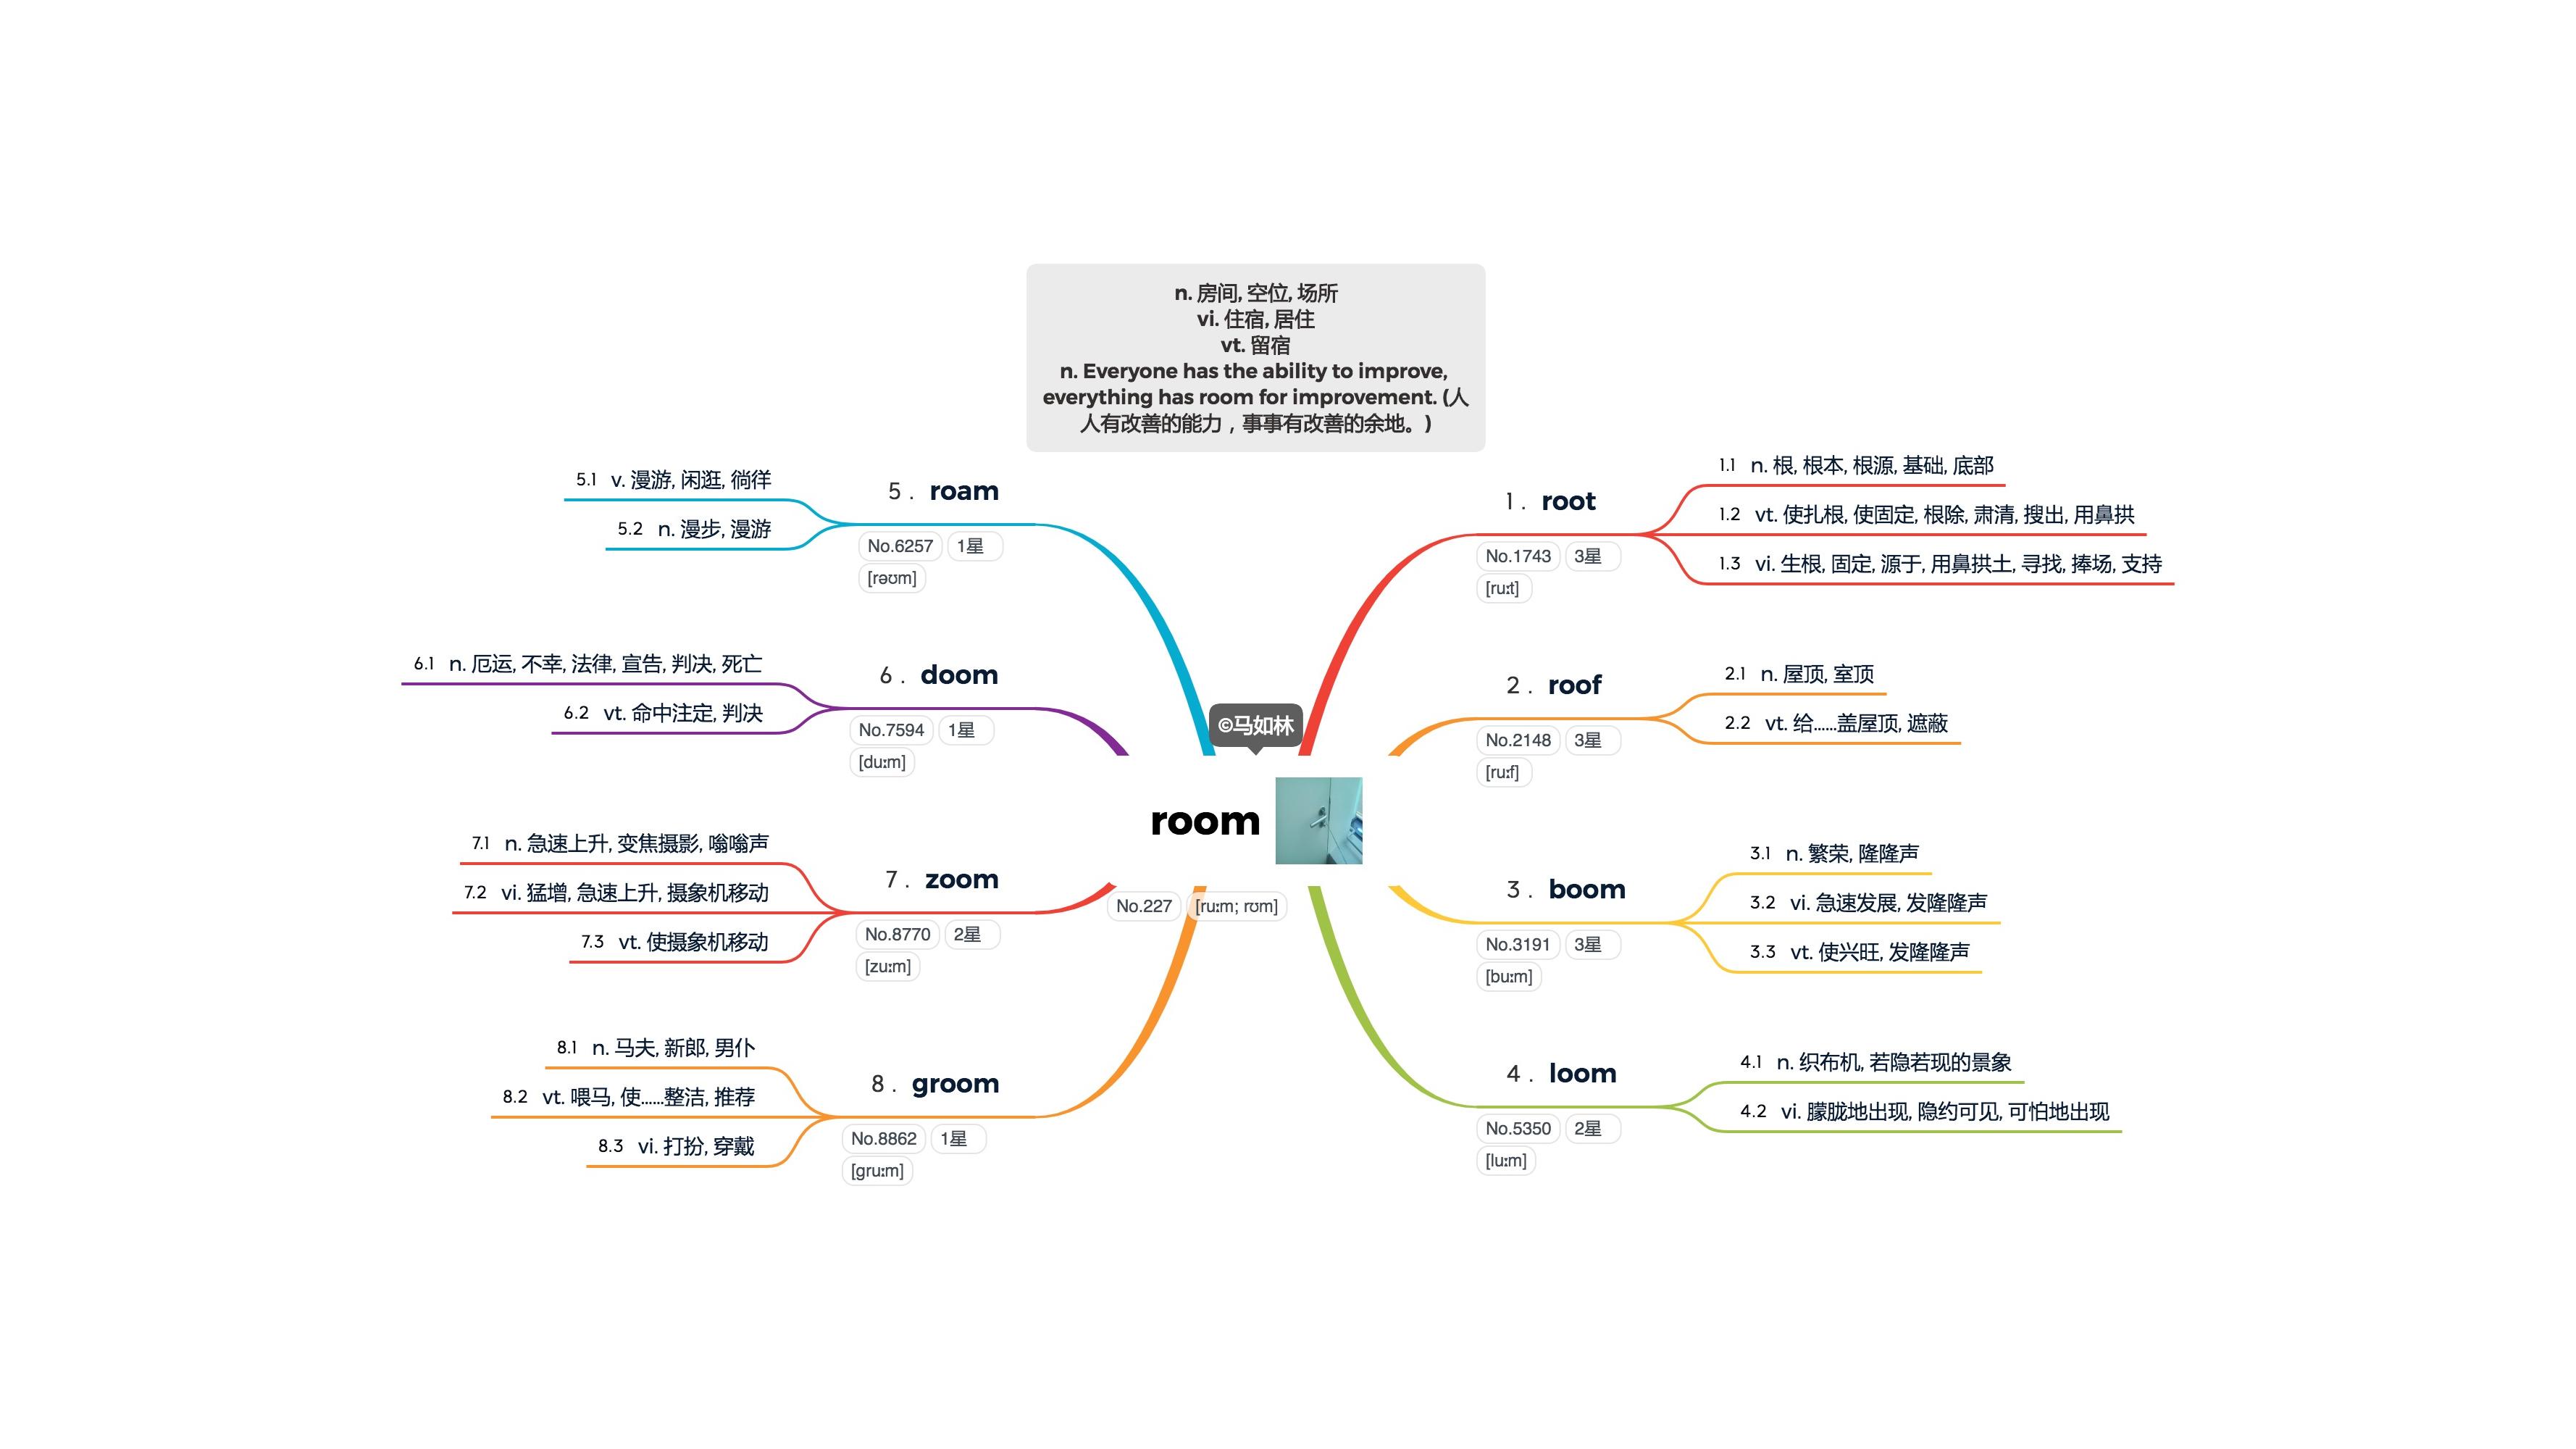 n. 房间, 空位, 场所
vi. 住宿, 居住
vt. 留宿
n. Everyone has the ability to improve,
everything has room for improvement. (人
人有改善的能力，事事有改善的余地。)
©马如林
room
No.227 [ruːm; rʊm]
1. root
No.1743 3星
[ruːt]
1.1 n. 根, 根本, 根源, 基础, 底部
1.2 vt. 使扎根, 使固定, 根除, 肃清, 搜出, 用鼻拱
1.3 vi. 生根, 固定, 源于, 用鼻拱土, 寻找, 捧场, 支持
2. roof
No.2148 3星
[ruːf]
2.1 n. 屋顶, 室顶
2.2 vt. 给……盖屋顶, 遮蔽
3. boom
No.3191 3星
[buːm]
3.1 n. 繁荣, 隆隆声
3.2 vi. 急速发展, 发隆隆声
3.3 vt. 使兴旺, 发隆隆声
4. loom
No.5350 2星
[luːm]
4.1 n. 织布机, 若隐若现的景象
4.2 vi. 朦胧地出现, 隐约可见, 可怕地出现
5. roam
No.6257 1星
[rəʊm]
5.1 v. 漫游, 闲逛, 徜徉
5.2 n. 漫步, 漫游
6. doom
No.7594 1星
[duːm]
6.1 n. 厄运, 不幸, 法律, 宣告, 判决, 死亡
6.2 vt. 命中注定, 判决
7. zoom
No.8770 2星
[zuːm]
7.1 n. 急速上升, 变焦摄影, 嗡嗡声
7.2 vi. 猛增, 急速上升, 摄象机移动
7.3 vt. 使摄象机移动
8. groom
No.8862 1星
[gruːm]
8.1 n. 马夫, 新郎, 男仆
8.2 vt. 喂马, 使……整洁, 推荐
8.3 vi. 打扮, 穿戴